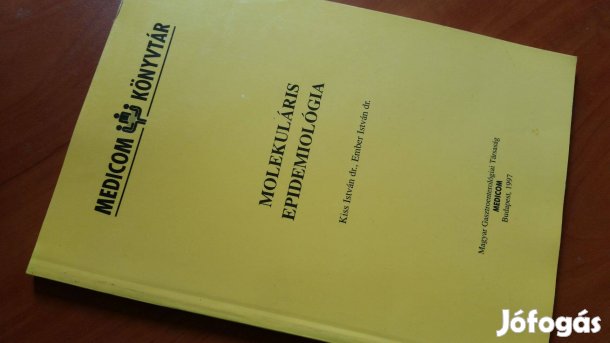 MEDICOM KÖNYVTÁR
MOLEKULÁRIS
EPIDEMIOLÓGIA
Kiss István dr., Ember István dr.
Magyar Gasztroenterológiai Társaság
MEDICOM
Budapest, 1997
Jófogás